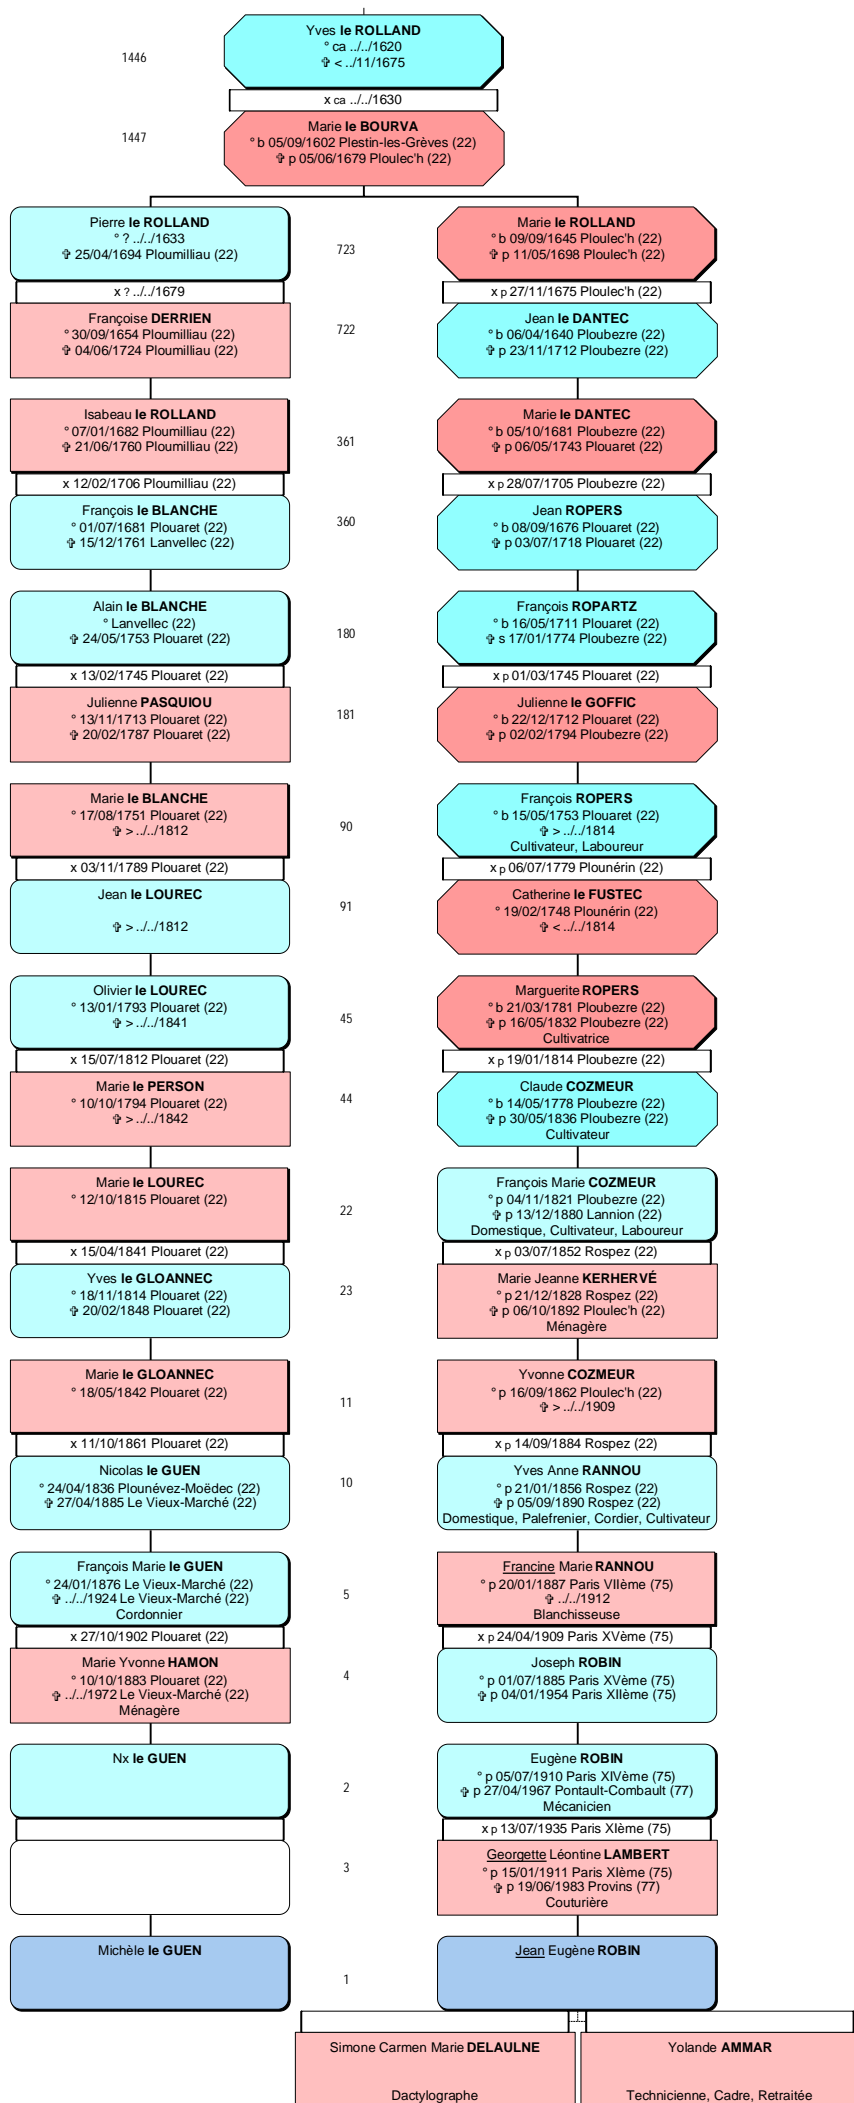 Yves le ROLLAND
° ca ../../1620
✞ < ../11/1675
1446
x ca ../../1630
Marie le BOURVA
° b 05/09/1602 Plestin-les-Grèves (22)
✞ p 05/06/1679 Ploulec'h (22)
1447
Pierre le ROLLAND
° ? ../../1633
✞ 25/04/1694 Ploumilliau (22)
723
Marie le ROLLAND
° b 09/09/1645 Ploulec'h (22)
✞ p 11/05/1698 Ploulec'h (22)
x ? ../../1679
x p 27/11/1675 Ploulec'h (22)
Françoise DERRIEN
° 30/09/1654 Ploumilliau (22)
✞ 04/06/1724 Ploumilliau (22)
722
Jean le DANTEC
° b 06/04/1640 Ploubezre (22)
✞ p 23/11/1712 Ploubezre (22)
Isabeau le ROLLAND
° 07/01/1682 Ploumilliau (22)
✞ 21/06/1760 Ploumilliau (22)
361
Marie le DANTEC
° b 05/10/1681 Ploubezre (22)
✞ p 06/05/1743 Plouaret (22)
x 12/02/1706 Ploumilliau (22)
x p 28/07/1705 Ploubezre (22)
François le BLANCHE
° 01/07/1681 Plouaret (22)
✞ 15/12/1761 Lanvellec (22)
360
Jean ROPERS
° b 08/09/1676 Plouaret (22)
✞ p 03/07/1718 Plouaret (22)
Alain le BLANCHE
° Lanvellec (22)
✞ 24/05/1753 Plouaret (22)
180
François ROPARTZ
° b 16/05/1711 Plouaret (22)
✞ s 17/01/1774 Ploubezre (22)
x 13/02/1745 Plouaret (22)
x p 01/03/1745 Plouaret (22)
Julienne PASQUIOU
° 13/11/1713 Plouaret (22)
✞ 20/02/1787 Plouaret (22)
181
Julienne le GOFFIC
° b 22/12/1712 Plouaret (22)
✞ p 02/02/1794 Ploubezre (22)
Marie le BLANCHE
° 17/08/1751 Plouaret (22)
✞ > ../../1812
90
François ROPERS
° b 15/05/1753 Plouaret (22)
✞ > ../../1814
Cultivateur, Laboureur
x 03/11/1789 Plouaret (22)
x p 06/07/1779 Plounérin (22)
Jean le LOUREC
✞ > ../../1812
91
Catherine le FUSTEC
° 19/02/1748 Plounérin (22)
✞ < ../../1814
Olivier le LOUREC
° 13/01/1793 Plouaret (22)
✞ > ../../1841
45
Marguerite ROPERS
° b 21/03/1781 Ploubezre (22)
✞ p 16/05/1832 Ploubezre (22)
Cultivatrice
x 15/07/1812 Plouaret (22)
x p 19/01/1814 Ploubezre (22)
Marie le PERSON
° 10/10/1794 Plouaret (22)
✞ > ../../1842
44
Claude COZMEUR
° b 14/05/1778 Ploubezre (22)
✞ p 30/05/1836 Ploubezre (22)
Cultivateur
Marie le LOUREC
° 12/10/1815 Plouaret (22)
22
François Marie COZMEUR
° p 04/11/1821 Ploubezre (22)
✞ p 13/12/1880 Lannion (22)
Domestique, Cultivateur, Laboureur
x 15/04/1841 Plouaret (22)
x p 03/07/1852 Rospez (22)
Yves le GLOANNEC
° 18/11/1814 Plouaret (22)
✞ 20/02/1848 Plouaret (22)
23
Marie Jeanne KERHERVÉ
° p 21/12/1828 Rospez (22)
✞ p 06/10/1892 Ploulec'h (22)
Ménagère
Marie le GLOANNEC
° 18/05/1842 Plouaret (22)
11
Yvonne COZMEUR
° p 16/09/1862 Ploulec'h (22)
✞ > ../../1909
x 11/10/1861 Plouaret (22)
x p 14/09/1884 Rospez (22)
Nicolas le GUEN
° 24/04/1836 Plounévez-Moëdec (22)
✞ 27/04/1885 Le Vieux-Marché (22)
10
Yves Anne RANNOU
° p 21/01/1856 Rospez (22)
✞ p 05/09/1890 Rospez (22)
Domestique, Palefrenier, Cordier, Cultivateur
François Marie le GUEN
° 24/01/1876 Le Vieux-Marché (22)
✞ ../../1924 Le Vieux-Marché (22)
Cordonnier
5
Francine Marie RANNOU
° p 20/01/1887 Paris VIIème (75)
✞ ../../1912
Blanchisseuse
x 27/10/1902 Plouaret (22)
x p 24/04/1909 Paris XVème (75)
Marie Yvonne HAMON
° 10/10/1883 Plouaret (22)
✞ ../../1972 Le Vieux-Marché (22)
Ménagère
4
Joseph ROBIN
° p 01/07/1885 Paris XVème (75)
✞ p 04/01/1954 Paris XIIème (75)
Nx le GUEN
2
Eugène ROBIN
° p 05/07/1910 Paris XIVème (75)
✞ p 27/04/1967 Pontault-Combault (77)
Mécanicien
x p 13/07/1935 Paris XIème (75)
3
Georgette Léontine LAMBERT
° p 15/01/1911 Paris XIème (75)
✞ p 19/06/1983 Provins (77)
Couturière
Michèle le GUEN
1
Jean Eugène ROBIN
Simone Carmen Marie DELAULNE
Dactylographe
Yolande AMMAR
Technicienne, Cadre, Retraitée